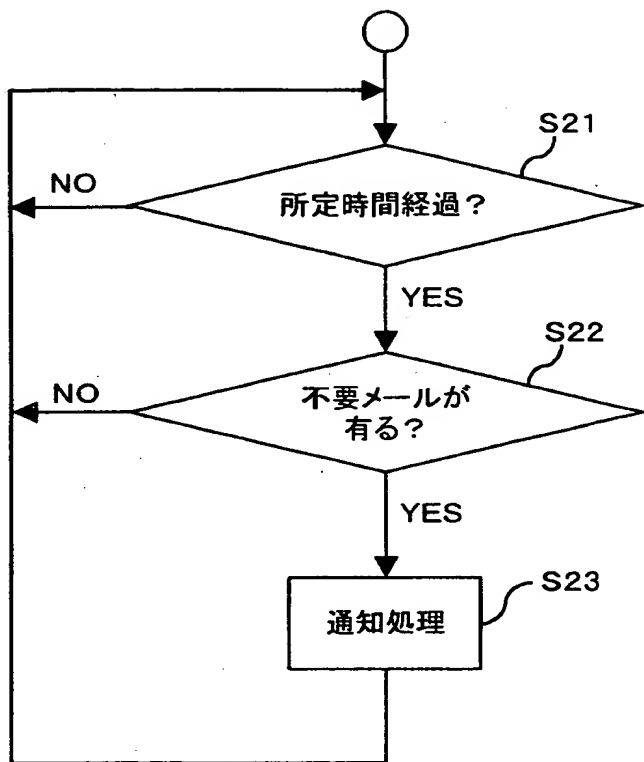 S21
所定時間経過?
NO
YES
S22
不要メールが
有る?
NO
YES
S23
通知処理